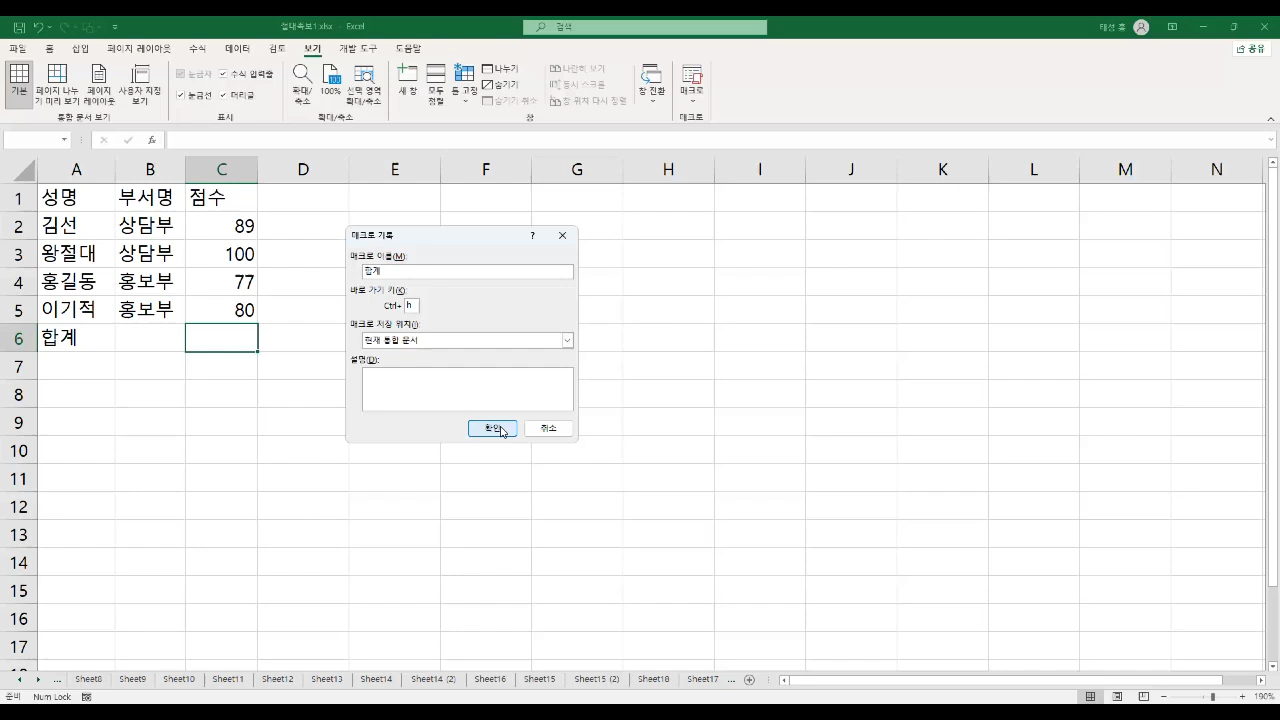 절대족보1.xlsx - Excel
검색
태성 홍
파일 홈 삽입 페이지 레이아웃 수식 데이터 검토 보기 개발 도구 도움말
공유
기본
페이지 나누기 미리 보기
페이지 레이아웃
사용자 지정 보기
통합 문서 보기
눈금자 수식 입력줄
눈금선 머리글
표시
확대/축소
100%
선택 영역 확대/축소
확대/축소
새 창
모두 정렬
틀 고정
나누기
숨기기
숨기기 취소
나란히 보기
동시 스크롤
창 위치 다시 정렬
창 전환
창
매크로
매크로
fx
A B C D E F G H I J K L M N
1 성명 부서명 점수
2 김선 상담부 89
3 왕절대 상담부 100
4 홍길동 홍보부 77
5 이기적 홍보부 80
6 합계
7
8
9
10
11
12
13
14
15
16
17
매크로 기록
?
매크로 이름(M):
합계
바로 가기 키(K):
Ctrl+ h
매크로 저장 위치(I):
현재 통합 문서
설명(D):
확인 취소
... Sheet8 Sheet9 Sheet10 Sheet11 Sheet12 Sheet13 Sheet14 Sheet14 (2) Sheet16 Sheet15 Sheet15 (2) Sheet18 Sheet17 ...
준비 Num Lock
190%